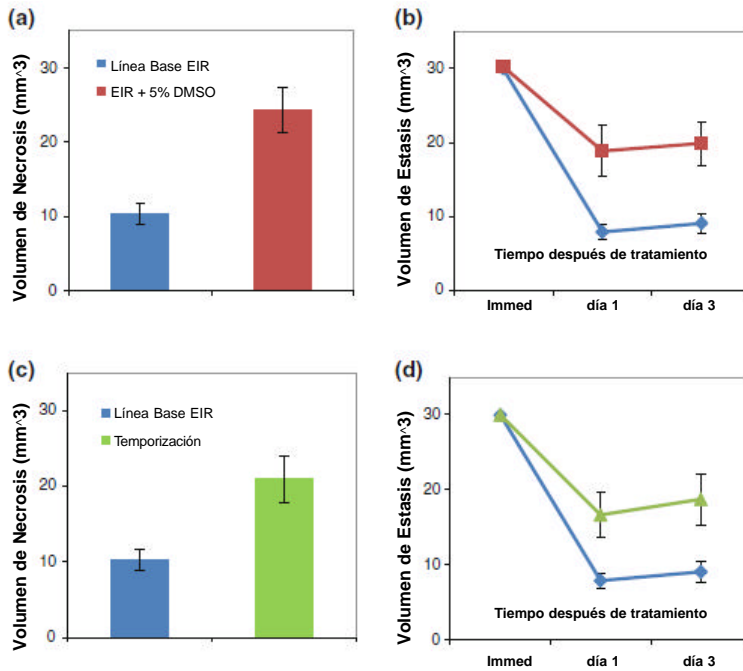 (a)
Volumen de Necrosis (mm^3)
30
20
10
0
Línea Base EIR
EIR + 5% DMSO
(b)
Volumen de Estasis (mm^3)
30
20
10
0
Tiempo después de tratamiento
Immed
día 1
día 3
(c)
Volumen de Necrosis (mm^3)
30
20
10
0
Línea Base EIR
Temporización
(d)
Volumen de Estasis (mm^3)
30
20
10
0
Tiempo después de tratamiento
Immed
día 1
día 3